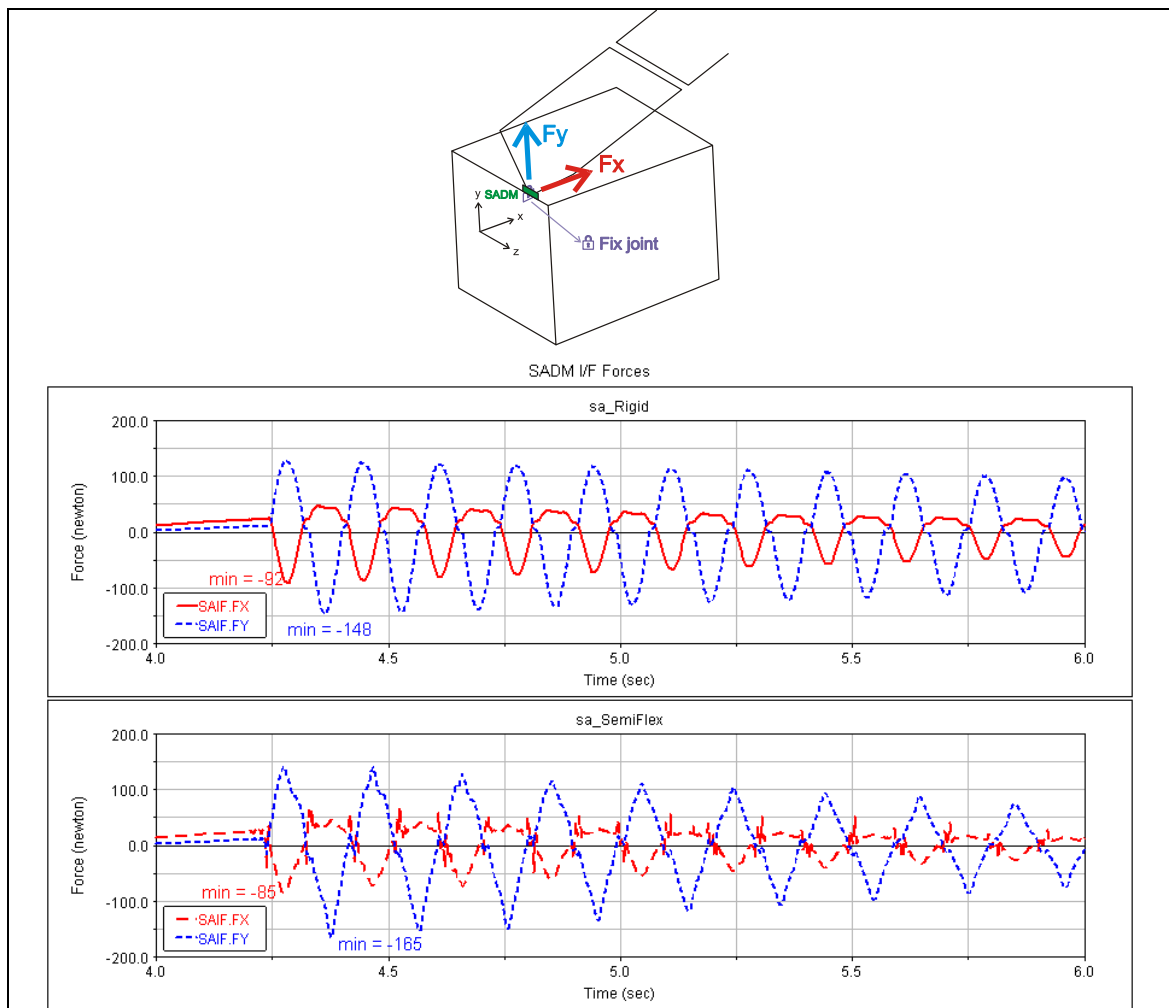 Fy
Fx
SADM
y
x
z
Fix joint
SADM I/F Forces
sa_Rigid
200.0
100.0
0.0
-100.0
-200.0
Force (newton)
min = -92
SAIF.FX
SAIF.FY
min = -148
4.0 4.5 5.0 5.5 6.0
Time (sec)
sa_SemiFlex
200.0
100.0
0.0
-100.0
-200.0
Force (newton)
min = -85
SAIF.FX
SAIF.FY
min = -165
4.0 4.5 5.0 5.5 6.0
Time (sec)